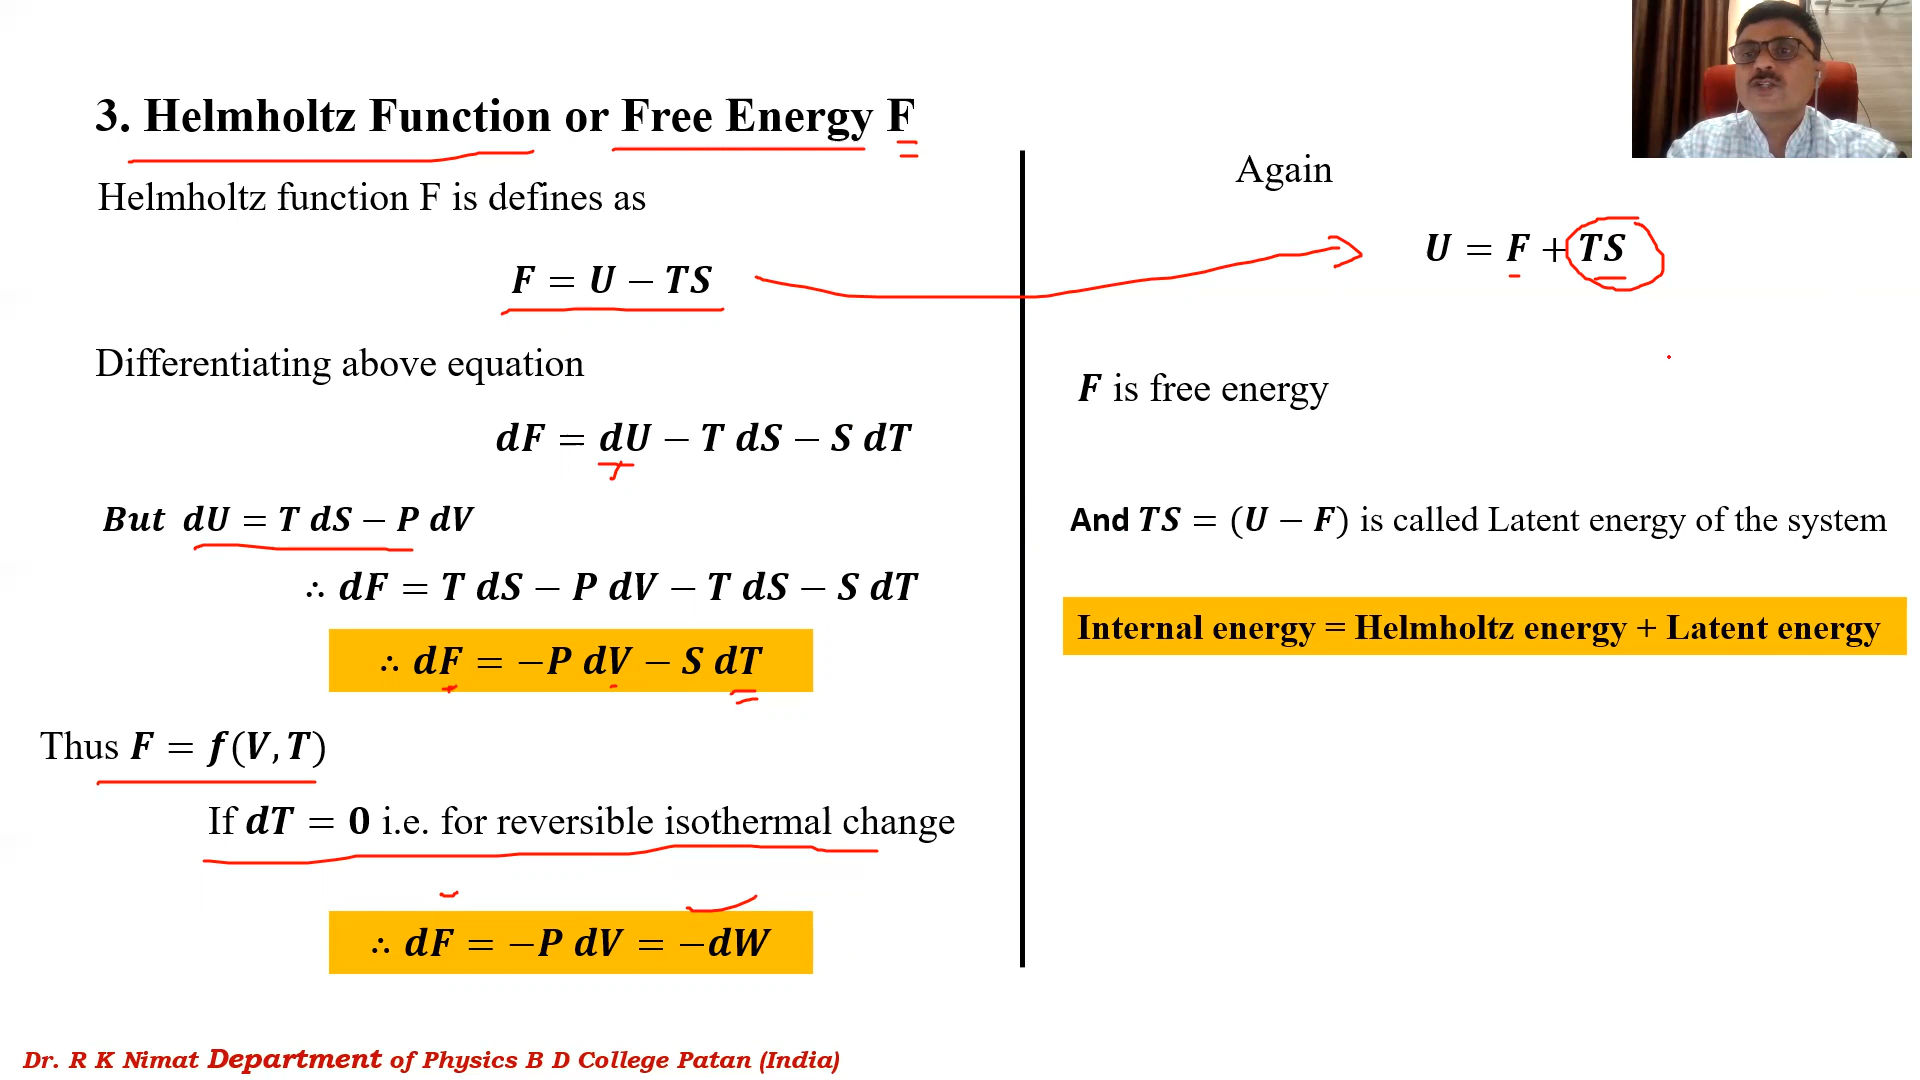 3. Helmholtz Function or Free Energy F
Helmholtz function F is defines as
F = U − TS
Differentiating above equation
dF = dU − T dS − S dT
But dU = T dS − P dV
∴ dF = T dS − P dV − T dS − S dT
∴ dF = −P dV − S dT
Thus F = f(V, T)
If dT = 0 i.e. for reversible isothermal change
∴ dF = −P dV = −dW
Again
U = F + TS
F is free energy
And TS = (U − F) is called Latent energy of the system
Internal energy = Helmholtz energy + Latent energy
Dr. R K Nimat Department of Physics B D College Patan (India)